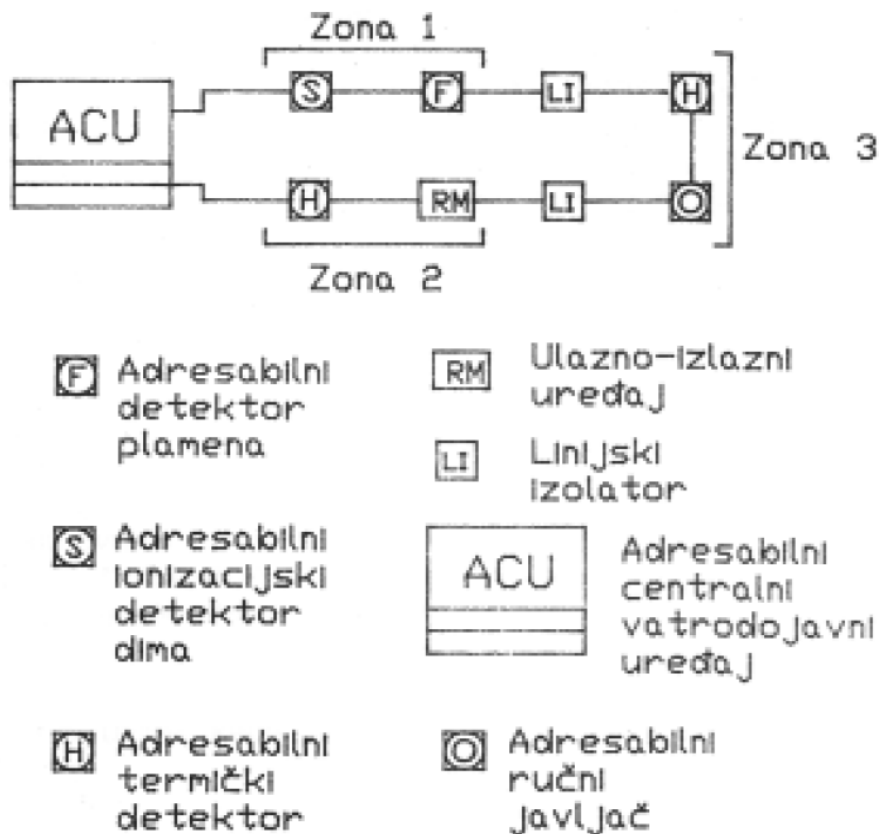 Zona 1
ACU
S
F
LI
H
Zona 3
H
RM
LI
O
Zona 2
F
Adresabilni
detektor
plamena
RM
Ulazno-izlazni
uređaj
LI
Linijski
izolator
S
Adresabilni
ionizacijski
detektor
dima
ACU
Adresabilni
centralni
vatrodojavni
uređaj
H
Adresabilni
termički
detektor
O
Adresabilni
ručni
javljač